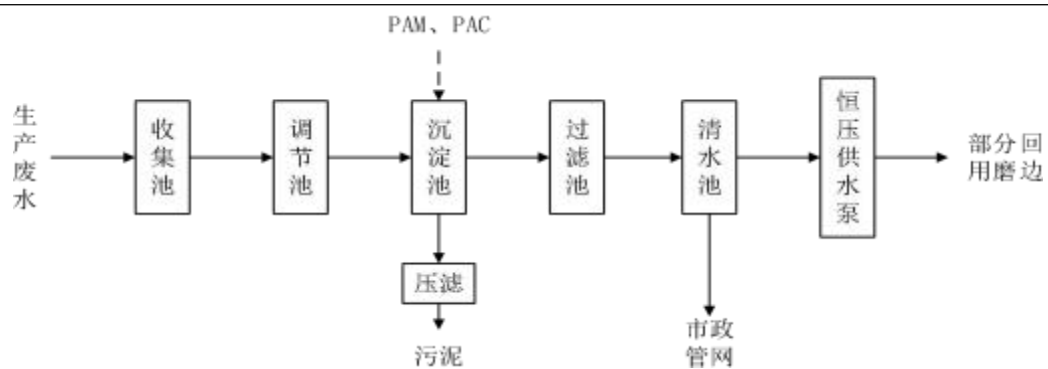 PAM、PAC
生产废水
收集池
调节池
沉淀池
过滤池
清水池
恒压供水泵
部分回
用磨边
压滤
污泥
市政
管网